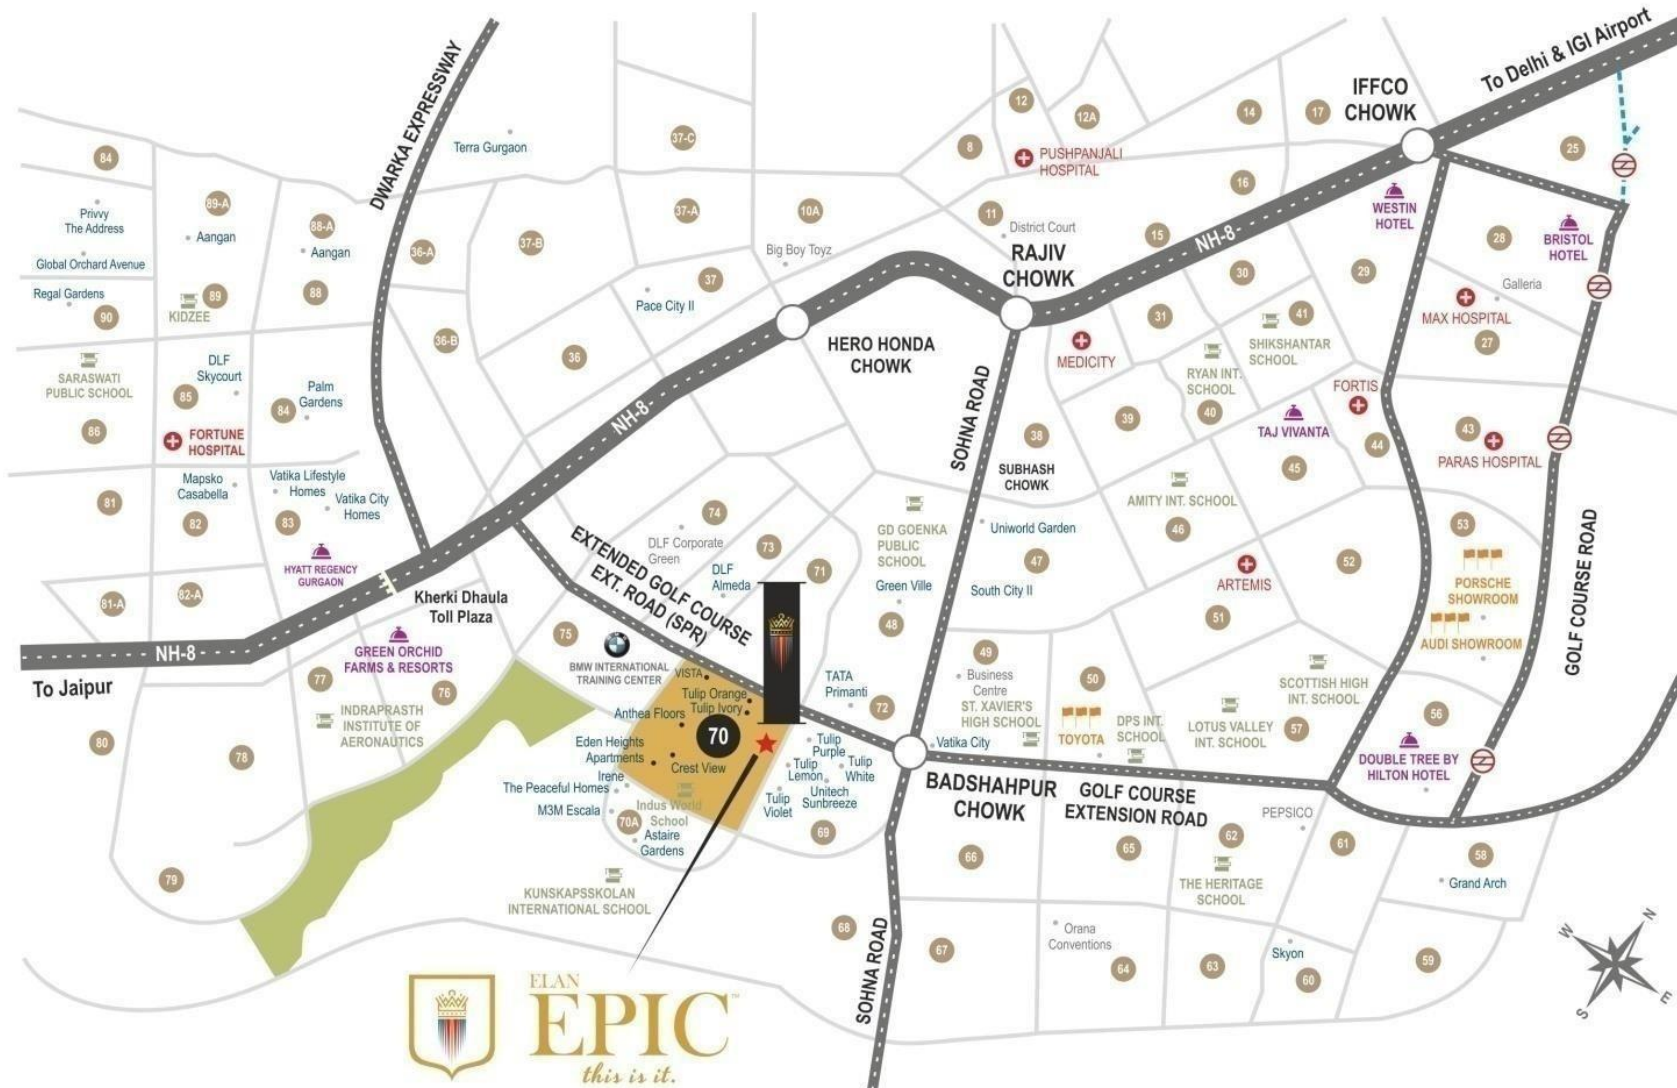 To Delhi & IGI Airport
IFFCO
CHOWK
DWARKA EXPRESSWAY
12
12A
14
17
25
37-C
8
Terra Gurgaon
PUSHPANJALI
HOSPITAL
84
16
WESTIN
HOTEL
Privvy
The Address
89-A
Aangan
88-A
Aangan
37-A
10A
11
District Court
15
NH-8
28
BRISTOL
HOTEL
Global Orchard Avenue
36-A
37-B
Big Boy Toyz
RAJIV
CHOWK
30
29
Galleria
Regal Gardens
KIDZEE
89
88
90
Pace City II
37
31
41
MAX HOSPITAL
27
36-B
36
HERO HONDA
CHOWK
MEDICITY
SHIKSHANTAR
SCHOOL
RYAN INT.
SCHOOL
40
SARASWATI
PUBLIC SCHOOL
DLF
Skycourt
85
84
Palm
Gardens
86
FORTUNE
HOSPITAL
NH-8
SOHNA ROAD
38
39
TAJ VIVANTA
FORTIS
44
43
PARAS HOSPITAL
45
SUBHASH
CHOWK
Mapsko
Casabella
Vatika Lifestyle
Homes
Vatika City
Homes
81
82
83
AMITY INT. SCHOOL
46
74
GD GOENKA
PUBLIC
SCHOOL
Uniworld Garden
47
53
GOLF COURSE ROAD
EXTENDED GOLF COURSE
EXT. ROAD (SPR)
DLF Corporate
Green
73
DLF
Almeda
71
HYATT REGENCY
GURGAON
52
PORSCHE
SHOWROOM
ARTEMIS
Green Ville
South City II
81-A
82-A
Kherki Dhaula
Toll Plaza
48
51
AUDI SHOWROOM
75
NH-8
GREEN ORCHID
FARMS & RESORTS
BMW INTERNATIONAL
TRAINING CENTER
49
Business
Centre
50
SCOTTISH HIGH
INT. SCHOOL
To Jaipur
77
76
VISTA
Tulip Orange
Tulip Ivory
TATA
Primanti
72
ST. XAVIER'S
HIGH SCHOOL
TOYOTA
DPS INT.
SCHOOL
LOTUS VALLEY
INT. SCHOOL
57
56
INDRAPRASTH
INSTITUTE OF
AERONAUTICS
Anthea Floors
70
80
78
Eden Heights
Apartments
Crest View
Tulip
Purple
Tulip
Lemon
Tulip
White
Vatika City
DOUBLE TREE BY
HILTON HOTEL
Irene
The Peaceful Homes
M3M Escala
Indus World
School
Tulip
Violet
Unitech
Sunbreeze
BADSHAHPUR
CHOWK
GOLF COURSE
EXTENSION ROAD
PEPSICO
70A
Astaire
Gardens
69
66
65
62
61
58
79
KUNSKAPSSKOLAN
INTERNATIONAL SCHOOL
THE HERITAGE
SCHOOL
Grand Arch
68
SOHNA ROAD
67
Orana
Conventions
64
63
Skyon
60
59
N
W
E
S
ELAN
EPIC™
this is it.